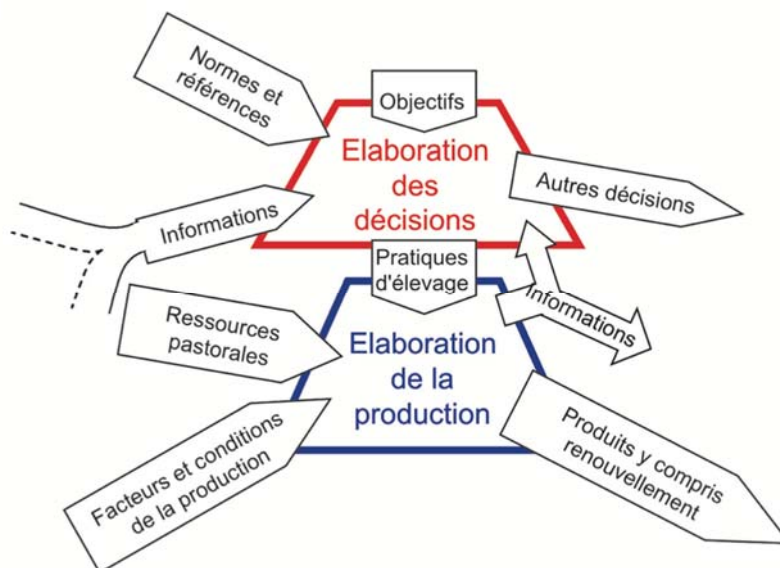 Normes et
références
Objectifs
Elaboration
des
décisions
Autres décisions
Informations
Pratiques
d'élevage
Informations
Ressources
pastorales
Elaboration
de la
production
Facteurs et conditions
de la production
Produits y compris
renouvellement